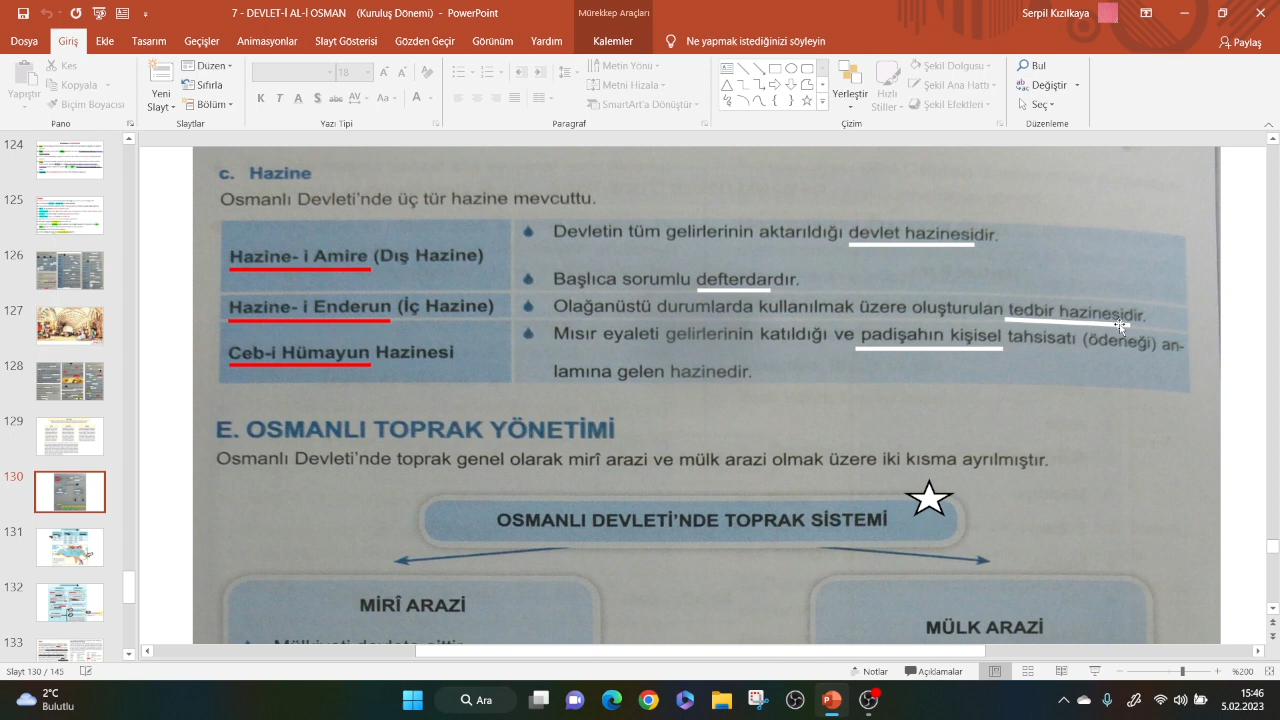 7 - DEVLET-İ AL-İ OSMAN    (Kuruluş Dönemi)  -  PowerPoint
Mürekkep Araçları
Serpil Kızılkaya
Dosya Giriş Ekle Tasarım Geçişler Animasyonlar Slayt Gösterisi Gözden Geçir Görünüm Yardım Kalemler Ne yapmak istediğinizi söyleyin Paylaş
Yapıştır
Kes
Kopyala
Biçim Boyacısı
Pano
Yeni Slayt
Düzen
Sıfırla
Bölüm
Slaytlar
18
K T A S abc AV Aa A
Yazı Tipi
Metin Yönü
Metni Hizala
SmartArt'a Dönüştür
Paragraf
Yerleştir
Hızlı Stiller
Şekil Dolgusu
Şekil Ana Hattı
Şekil Efektleri
Çizim
Bul
Değiştir
Seç
Düzenleme
124
125
126
127
128
129
130
131
132
133
c. Hazine
Osmanlı Devleti'nde üç tür hazine mevcuttu.
Hazine- i Amire (Dış Hazine)
Devletin tüm gelirlerinin aktarıldığı devlet hazinesidir.
Başlıca sorumlu defterdardır.
Hazine- i Enderun (İç Hazine)
Olağanüstü durumlarda kullanılmak üzere oluşturulan tedbir hazinesidir.
Ceb-i Hümayun Hazinesi
Mısır eyaleti gelirlerinin katıldığı ve padişahın kişisel tahsisatı (ödeneği) an-
lamına gelen hazinedir.
E. OSMANLI TOPRAK YÖNETİMİ
Osmanlı Devleti'nde toprak genel olarak mirî arazi ve mülk arazi olmak üzere iki kısma ayrılmıştır.
OSMANLI DEVLETİ'NDE TOPRAK SİSTEMİ
MİRÎ ARAZİ
MÜLK ARAZİ
Mülkiyeti devlete aittir.
Slayt 130 / 145
Notlar
Açıklamalar
%200
2°C
Bulutlu
Ara
15:46
5.02.2023